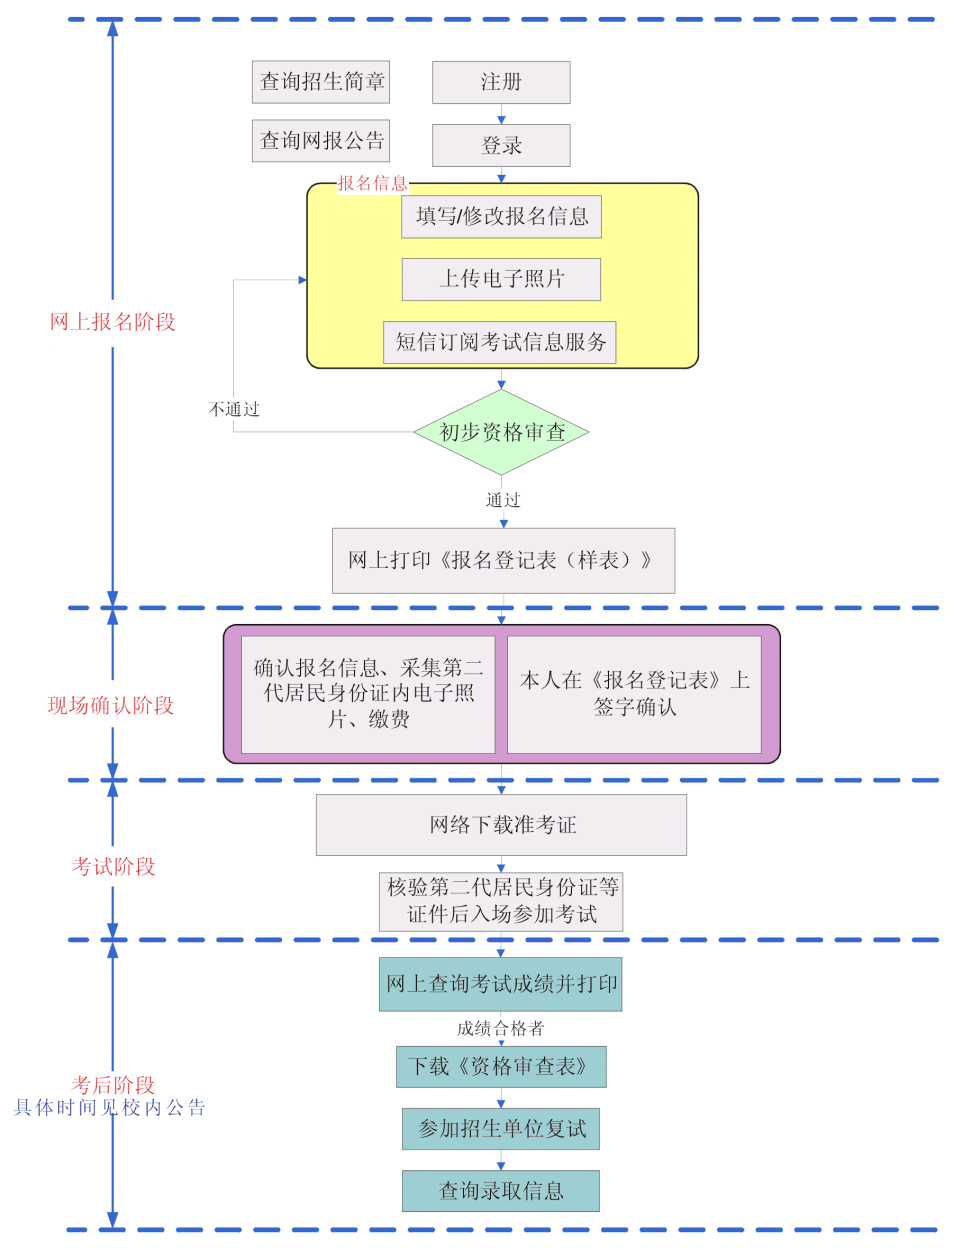 查询招生简章
注册
查询网报公告
登录
报名信息
填写/修改报名信息
上传电子照片
网上报名阶段
短信订阅考试信息服务
不通过
初步资格审查
通过
网上打印《报名登记表（样表）》
确认报名信息、采集第二
代居民身份证内电子照
片、缴费
本人在《报名登记表》上
签字确认
现场确认阶段
网络下载准考证
考试阶段
核验第二代居民身份证等
证件后入场参加考试
网上查询考试成绩并打印
成绩合格者
下载《资格审查表》
考后阶段
具体时间见校内公告
参加招生单位复试
查询录取信息